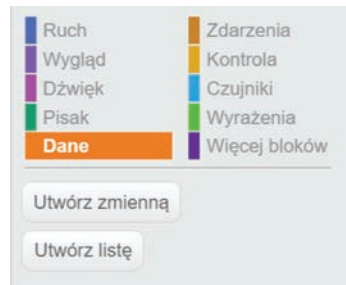 Ruch
Wygląd
Dźwięk
Pisak
Dane
Zdarzenia
Kontrola
Czujniki
Wyrażenia
Więcej bloków
Utwórz zmienną
Utwórz listę